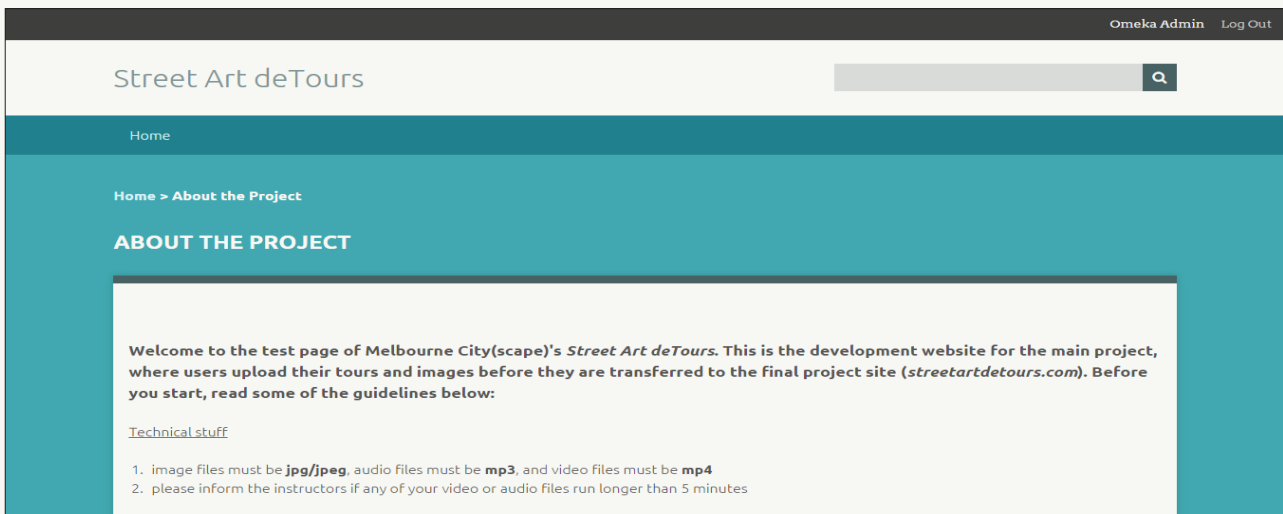 Omeka Admin Log Out
Street Art deTours
Home
Home > About the Project
ABOUT THE PROJECT
Welcome to the test page of Melbourne City(scape)'s Street Art deTours. This is the development website for the main project,
where users upload their tours and images before they are transferred to the final project site (streetartdetours.com). Before
you start, read some of the guidelines below:
Technical stuff
1. image files must be jpg/jpeg, audio files must be mp3, and video files must be mp4
2. please inform the instructors if any of your video or audio files run longer than 5 minutes